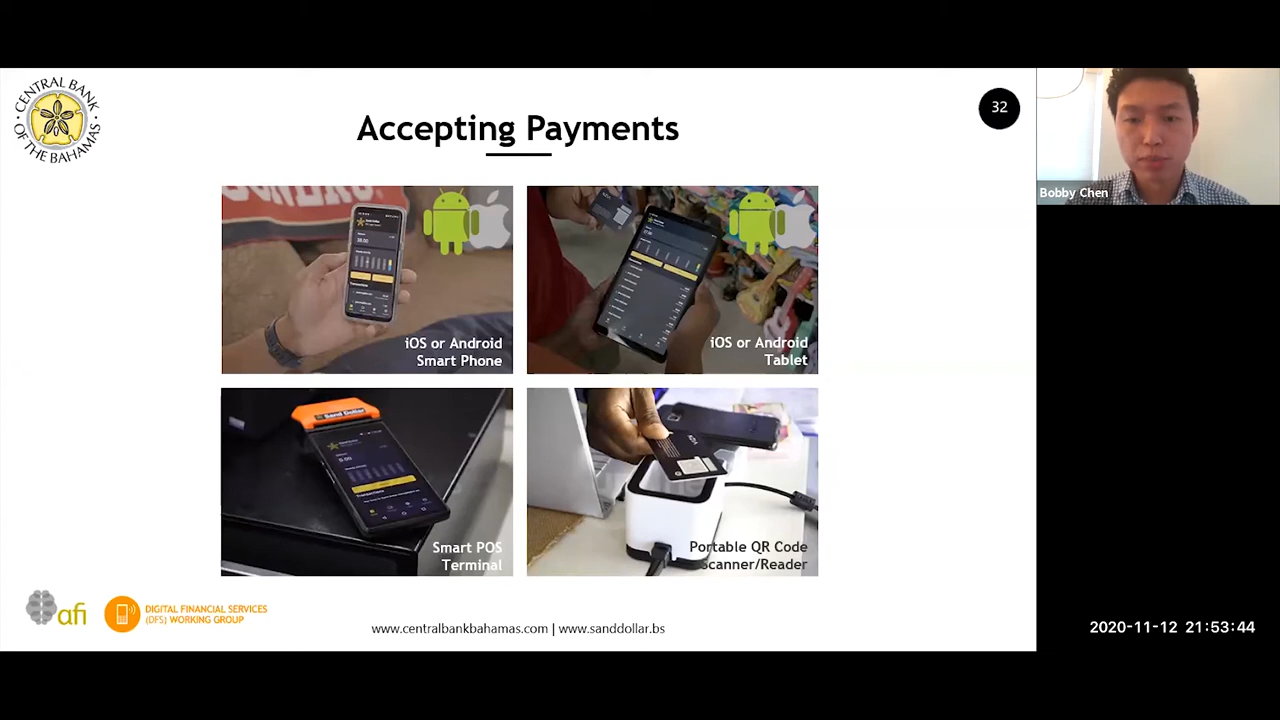 CENTRAL BANK
OF THE BAHAMAS
Accepting Payments
32
Bobby Chen
iOS or Android
Smart Phone
iOS or Android
Tablet
Sand Dollar
Smart POS
Terminal
Portable QR Code
Scanner/Reader
afi
DIGITAL FINANCIAL SERVICES
(DFS) WORKING GROUP
www.centralbankbahamas.com | www.sanddollar.bs
2020-11-12 21:53:44